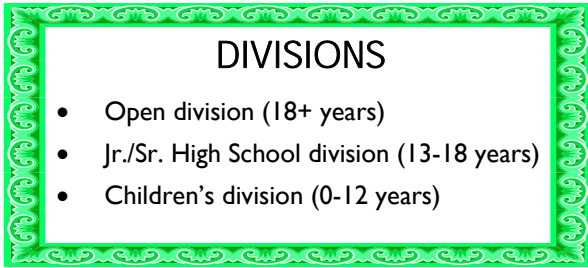 DIVISIONS
• Open division (18+ years)
• Jr./Sr. High School division (13-18 years)
• Children’s division (0-12 years)